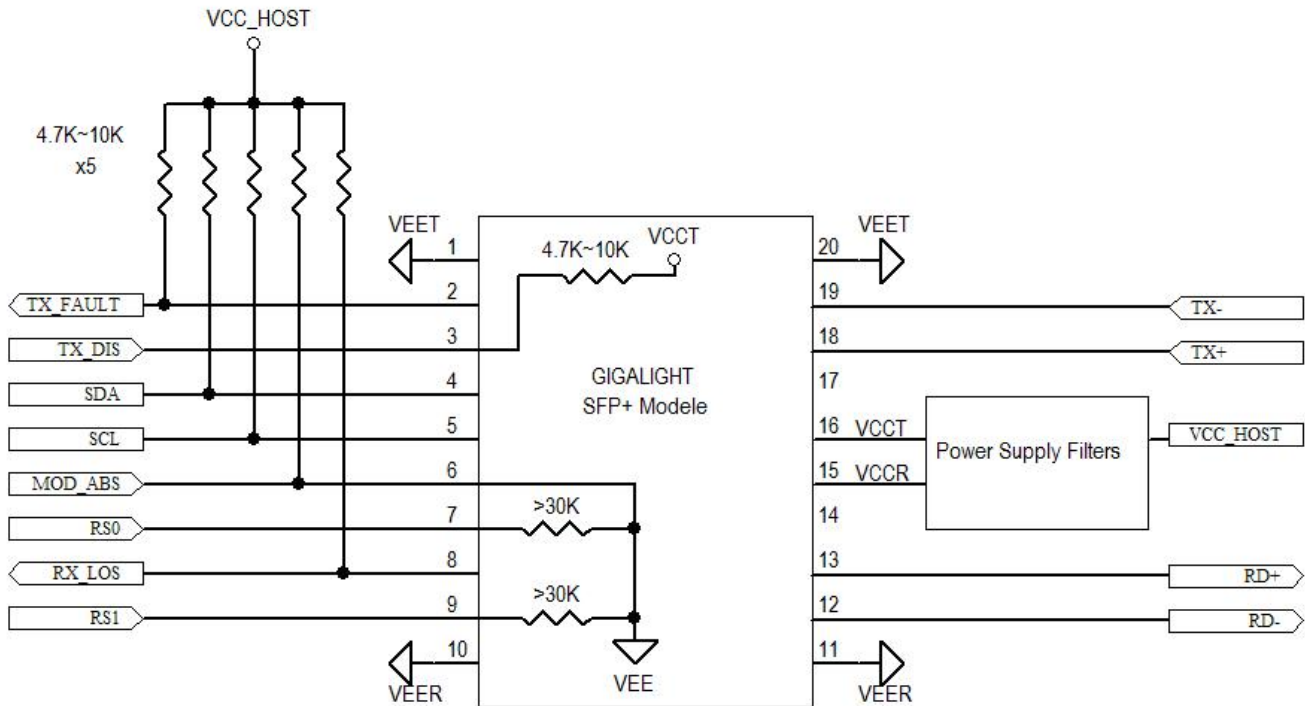 VCC_HOST
4.7K~10K
x5
VEET
1
4.7K~10K
VCCT
20
VEET
TX_FAULT
2
19
TX-
TX_DIS
3
18
TX+
SDA
4
GIGALIGHT
SFP+ Modele
17
SCL
5
16
VCCT
Power Supply Filters
VCC_HOST
MOD_ABS
6
15
VCCR
RS0
7
>30K
14
RX_LOS
8
13
RD+
RS1
9
>30K
12
RD-
10
VEER
VEE
11
VEER